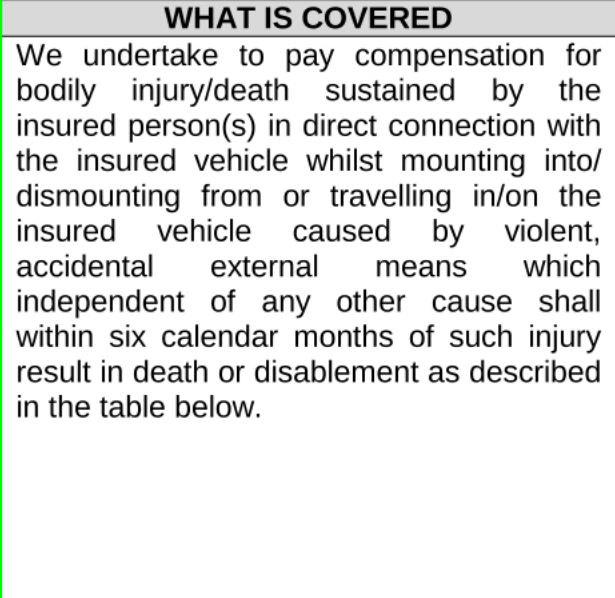 WHAT IS COVERED
We undertake to pay compensation for
bodily injury/death sustained by the
insured person(s) in direct connection with
the insured vehicle whilst mounting into/
dismounting from or travelling in/on the
insured vehicle caused by violent,
accidental external means which
independent of any other cause shall
within six calendar months of such injury
result in death or disablement as described
in the table below.